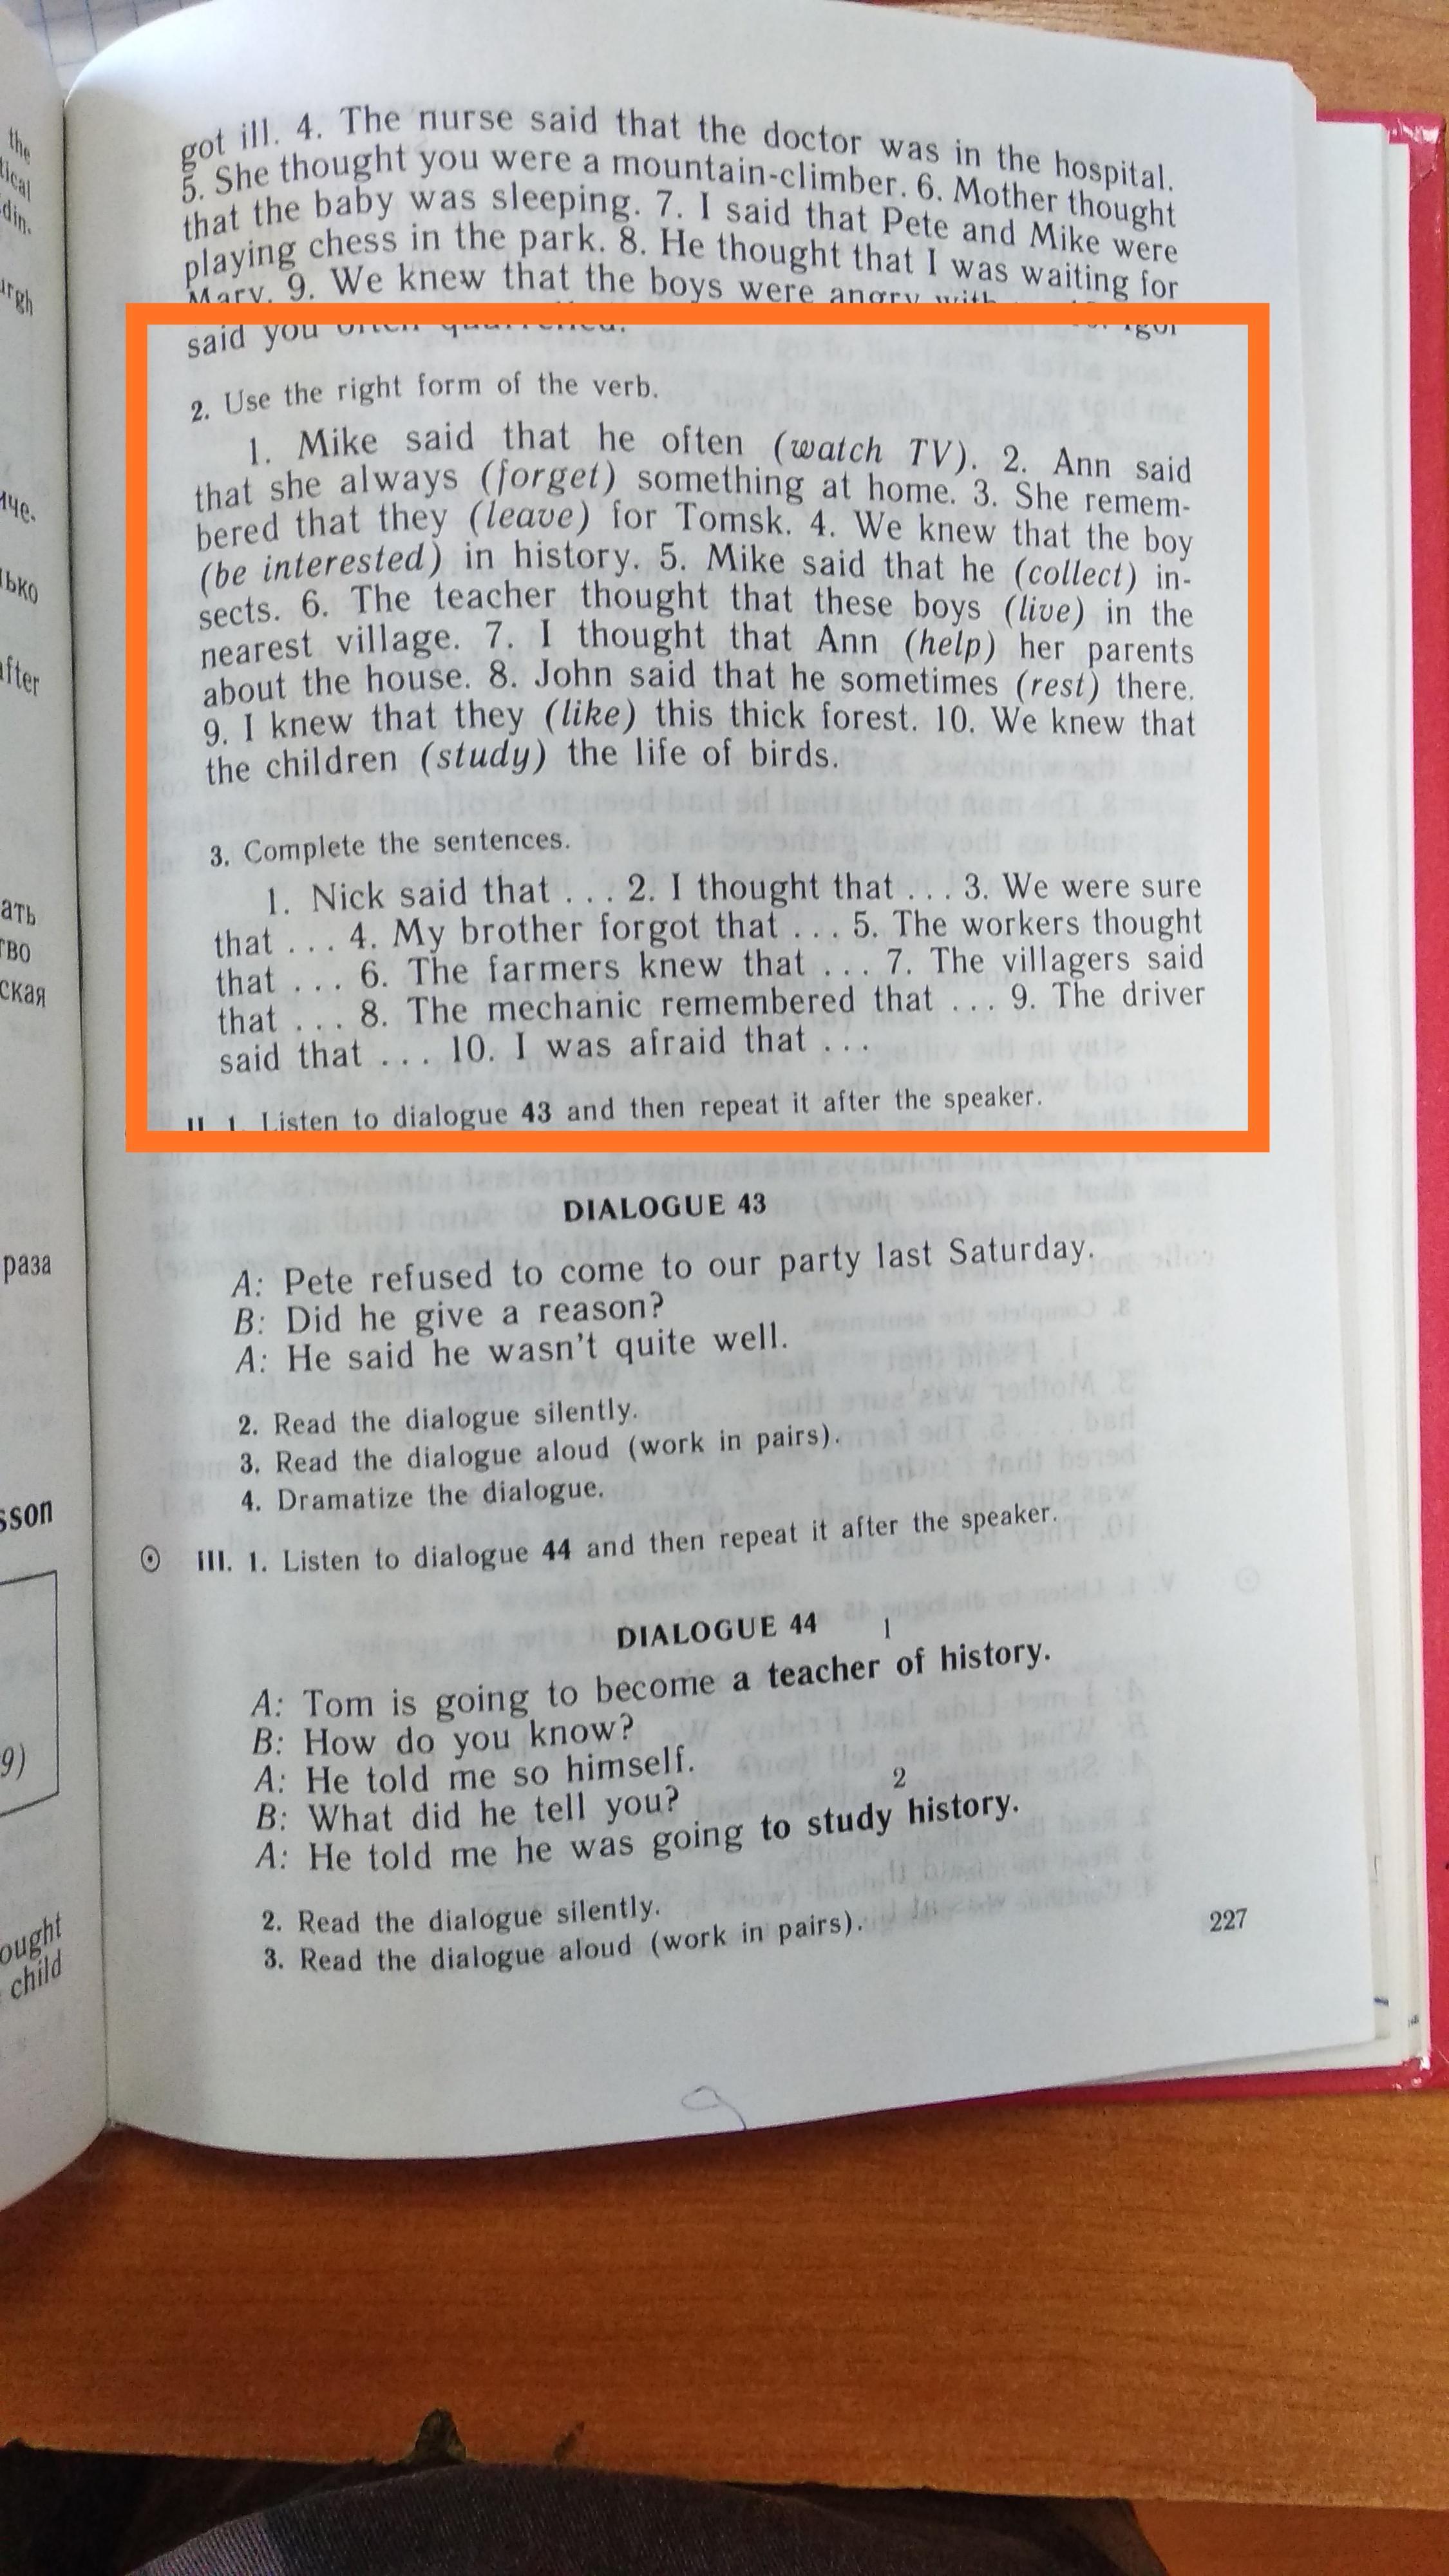 the
tical
din.
urgh
ать
тво
ская
раза
sson
9)
ought
child
got ill. 4. The nurse said that the doctor was in the hospital.
5. She thought you were a mountain-climber. 6. Mother thought
that the baby was sleeping. 7. I said that Pete and Mike were
playing chess in the park. 8. He thought that I was waiting for
Mary. 9. We knew that the boys were angry with
said you often quarrelled. Igor
2. Use the right form of the verb.
1. Mike said that he often (watch TV). 2. Ann said
that she always (forget) something at home. 3. She remem-
bered that they (leave) for Tomsk. 4. We knew that the boy
(be interested) in history. 5. Mike said that he (collect) in-
sects. 6. The teacher thought that these boys (live) in the
nearest village. 7. I thought that Ann (help) her parents
about the house. 8. John said that he sometimes (rest) there.
9. I knew that they (like) this thick forest. 10. We knew that
the children (study) the life of birds.
3. Complete the sentences.
1. Nick said that ... 2. I thought that ... 3. We were sure
that ... 4. My brother forgot that ... 5. The workers thought
that ... 6. The farmers knew that ... 7. The villagers said
that ... 8. The mechanic remembered that ... 9. The driver
said that ... 10. I was afraid that ...
II. 1. Listen to dialogue 43 and then repeat it after the speaker.
DIALOGUE 43
A: Pete refused to come to our party last Saturday.
B: Did he give a reason?
A: He said he wasn't quite well.
2. Read the dialogue silently.
3. Read the dialogue aloud (work in pairs).
4. Dramatize the dialogue.
III. 1. Listen to dialogue 44 and then repeat it after the speaker.
DIALOGUE 44 1
A: Tom is going to become a teacher of history.
B: How do you know?
A: He told me so himself.
2
B: What did he tell you?
A: He told me he was going to study history.
2. Read the dialogue silently.
3. Read the dialogue aloud (work in pairs).
227